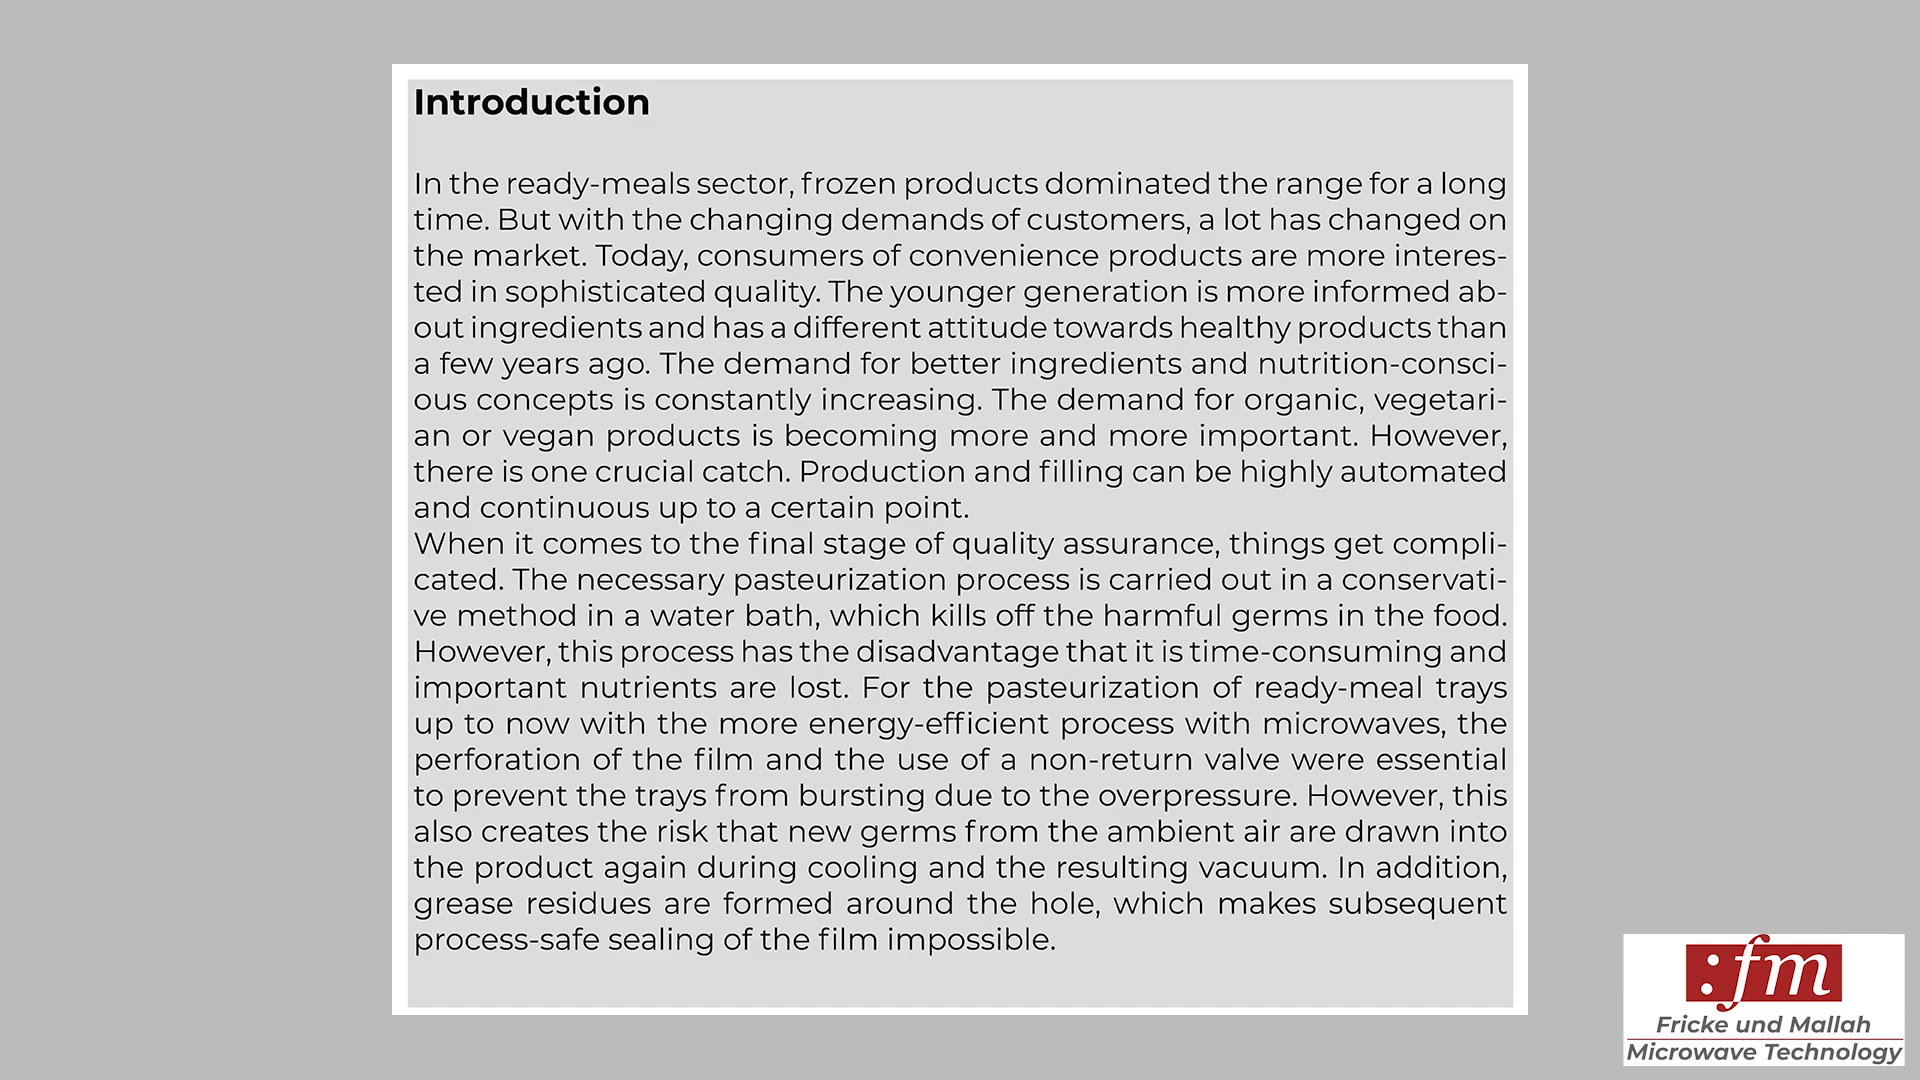 Introduction
In the ready-meals sector, frozen products dominated the range for a long
time. But with the changing demands of customers, a lot has changed on
the market. Today, consumers of convenience products are more interes-
ted in sophisticated quality. The younger generation is more informed ab-
out ingredients and has a different attitude towards healthy products than
a few years ago. The demand for better ingredients and nutrition-consci-
ous concepts is constantly increasing. The demand for organic, vegetari-
an or vegan products is becoming more and more important. However,
there is one crucial catch. Production and filling can be highly automated
and continuous up to a certain point.
When it comes to the final stage of quality assurance, things get compli-
cated. The necessary pasteurization process is carried out in a conservati-
ve method in a water bath, which kills off the harmful germs in the food.
However, this process has the disadvantage that it is time-consuming and
important nutrients are lost. For the pasteurization of ready-meal trays
up to now with the more energy-efficient process with microwaves, the
perforation of the film and the use of a non-return valve were essential
to prevent the trays from bursting due to the overpressure. However, this
also creates the risk that new germs from the ambient air are drawn into
the product again during cooling and the resulting vacuum. In addition,
grease residues are formed around the hole, which makes subsequent
process-safe sealing of the film impossible.
:fm
Fricke und Mallah
Microwave Technology